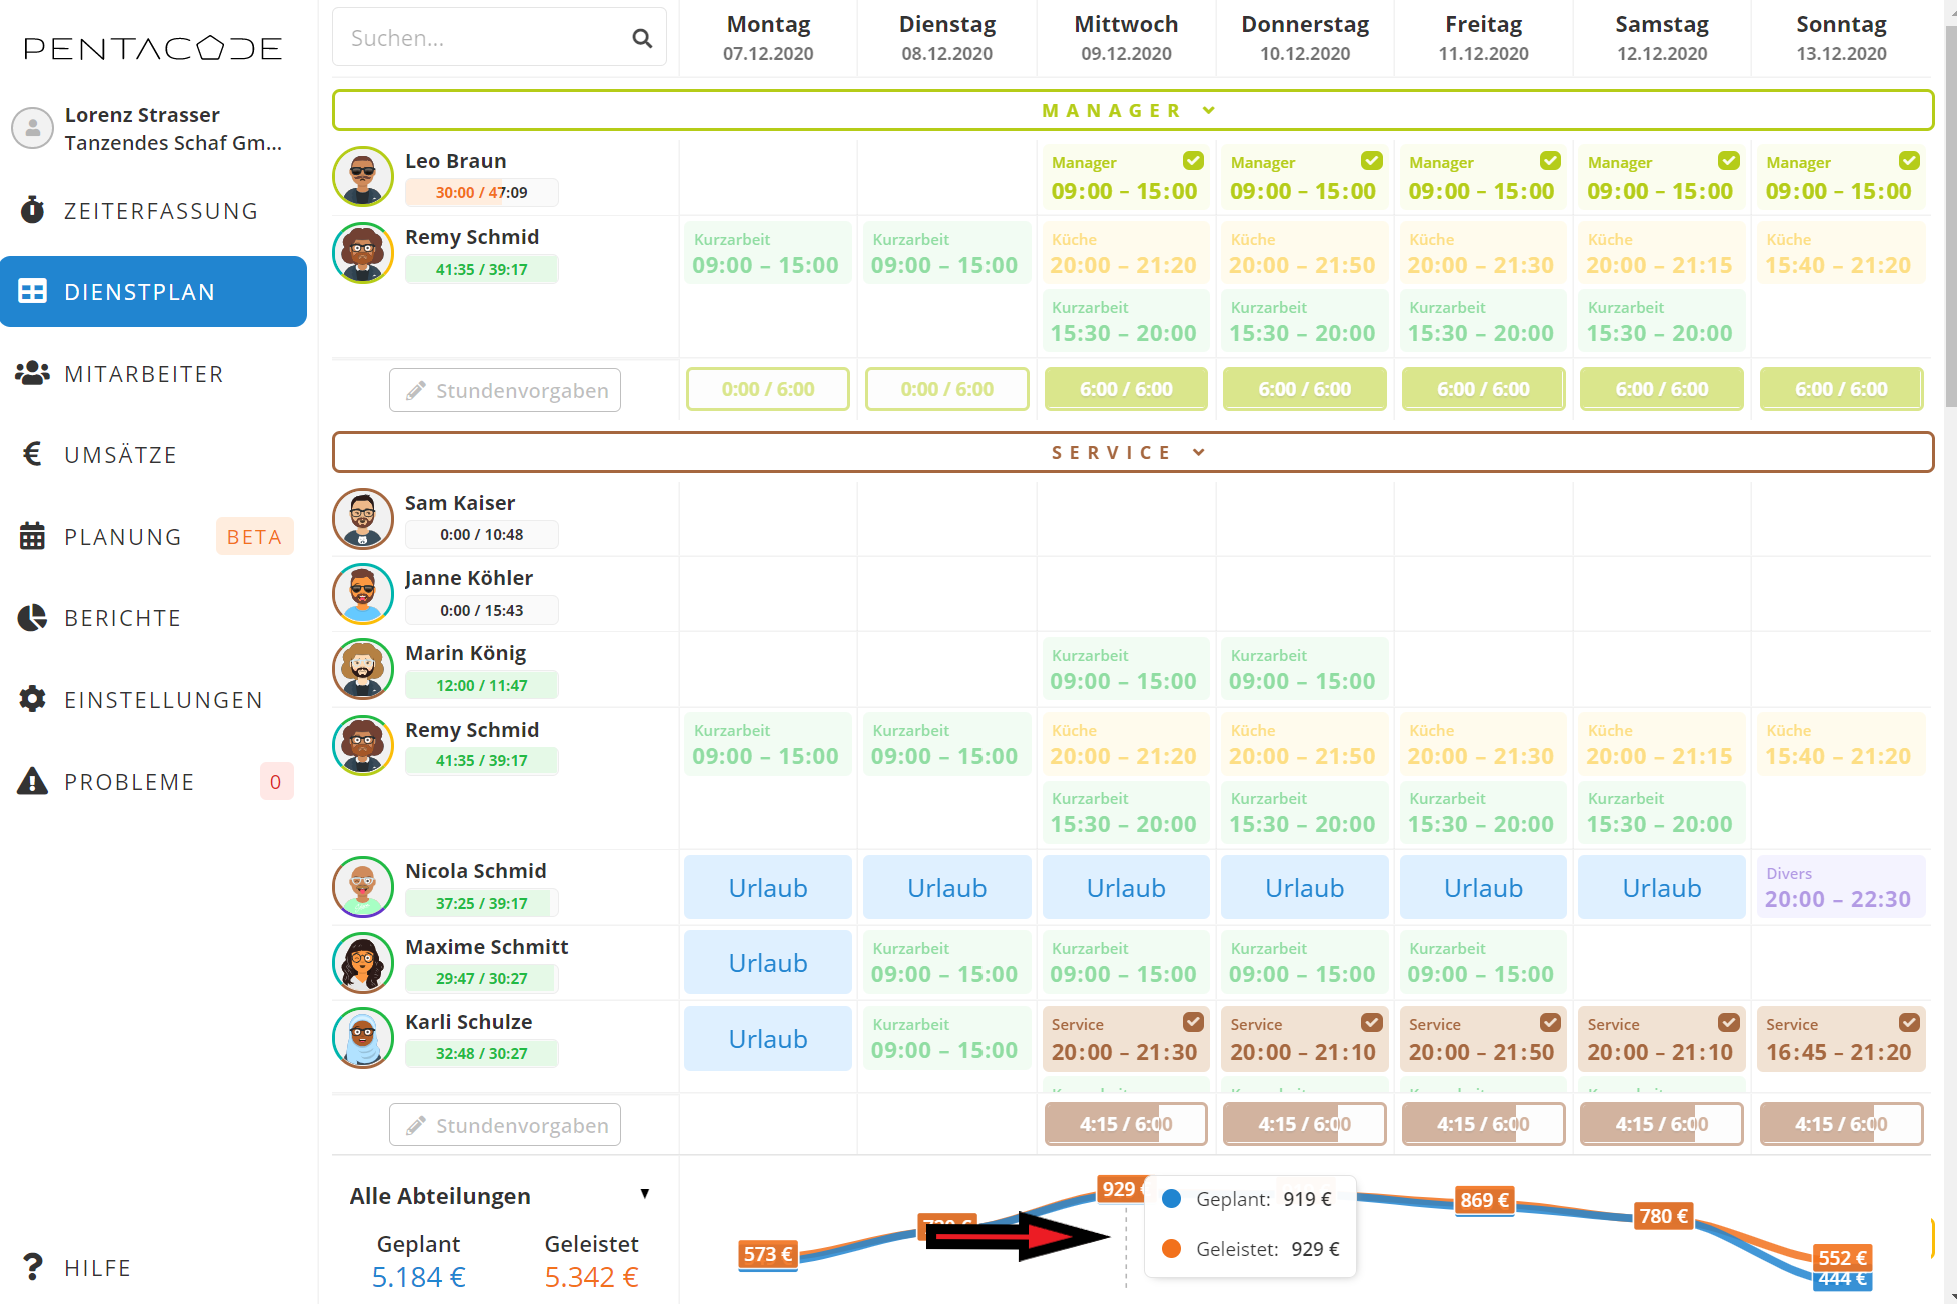 PENTACODE
Lorenz Strasser
Tanzendes Schaf Gm...
ZEITERFASSUNG
DIENSTPLAN
MITARBEITER
UMSÄTZE
PLANUNG BETA
BERICHTE
EINSTELLUNGEN
PROBLEME 0
HILFE
Suchen...
Montag Dienstag Mittwoch Donnerstag Freitag Samstag Sonntag
07.12.2020 08.12.2020 09.12.2020 10.12.2020 11.12.2020 12.12.2020 13.12.2020
MANAGER
Leo Braun
30:00 / 47:09
Manager Manager Manager Manager Manager
09:00 – 15:00 09:00 – 15:00 09:00 – 15:00 09:00 – 15:00 09:00 – 15:00
Remy Schmid
41:35 / 39:17
Kurzarbeit Kurzarbeit Küche Küche Küche Küche Küche
09:00 – 15:00 09:00 – 15:00 20:00 – 21:20 20:00 – 21:50 20:00 – 21:30 20:00 – 21:15 15:40 – 21:20
Kurzarbeit Kurzarbeit Kurzarbeit Kurzarbeit
15:30 – 20:00 15:30 – 20:00 15:30 – 20:00 15:30 – 20:00
Stundenvorgaben 0:00 / 6:00 0:00 / 6:00 6:00 / 6:00 6:00 / 6:00 6:00 / 6:00 6:00 / 6:00 6:00 / 6:00
SERVICE
Sam Kaiser
0:00 / 10:48
Janne Köhler
0:00 / 15:43
Marin König
12:00 / 11:47
Kurzarbeit Kurzarbeit
09:00 – 15:00 09:00 – 15:00
Remy Schmid
41:35 / 39:17
Kurzarbeit Kurzarbeit Küche Küche Küche Küche Küche
09:00 – 15:00 09:00 – 15:00 20:00 – 21:20 20:00 – 21:50 20:00 – 21:30 20:00 – 21:15 15:40 – 21:20
Kurzarbeit Kurzarbeit Kurzarbeit Kurzarbeit
15:30 – 20:00 15:30 – 20:00 15:30 – 20:00 15:30 – 20:00
Nicola Schmid
37:25 / 39:17
Urlaub Urlaub Urlaub Urlaub Urlaub Urlaub Divers
20:00 – 22:30
Maxime Schmitt
29:47 / 30:27
Urlaub Kurzarbeit Kurzarbeit Kurzarbeit Kurzarbeit
09:00 – 15:00 09:00 – 15:00 09:00 – 15:00 09:00 – 15:00
Karli Schulze
32:48 / 30:27
Urlaub Kurzarbeit Service Service Service Service Service
09:00 – 15:00 20:00 – 21:30 20:00 – 21:10 20:00 – 21:50 20:00 – 21:10 16:45 – 21:20
Stundenvorgaben 4:15 / 6:00 4:15 / 6:00 4:15 / 6:00 4:15 / 6:00 4:15 / 6:00
Alle Abteilungen
Geplant Geleistet
5.184 € 5.342 €
573 € 929 869 € 780 € 552 €
444 €
Geplant: 919 €
Geleistet: 929 €